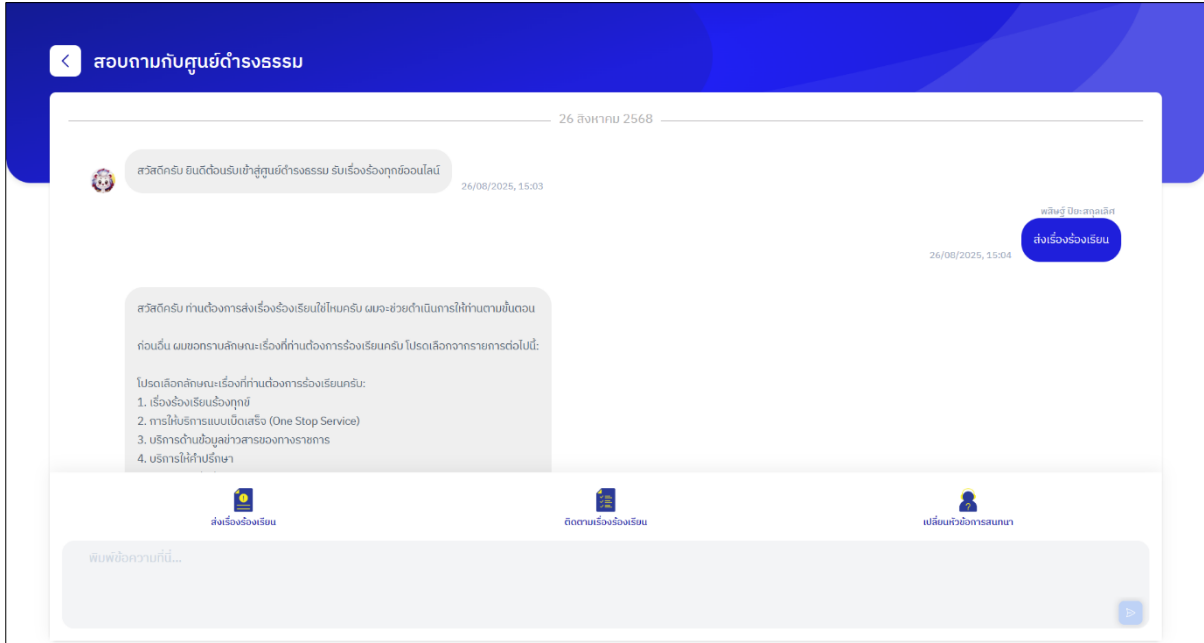 สอบถามกับศูนย์ดำรงธรรม
26 สิงหาคม 2568
สวัสดีครับ ยินดีต้อนรับเข้าสู่ศูนย์ดำรงธรรม รับเรื่องร้องทุกข์ออนไลน์
26/08/2025, 15:03
พสิษฐ์ ปิยะสกุลเลิศ
ส่งเรื่องร้องเรียน
26/08/2025, 15:04
สวัสดีครับ ท่านต้องการส่งเรื่องร้องเรียนใช่ไหมครับ ผมจะช่วยดำเนินการให้ท่านตามขั้นตอน
ก่อนอื่น ผมขอทราบลักษณะเรื่องที่ท่านต้องการร้องเรียนครับ โปรดเลือกจากรายการต่อไปนี้:
โปรดเลือกลักษณะเรื่องที่ท่านต้องการร้องเรียนครับ:
1. เรื่องร้องเรียนร้องทุกข์
2. การให้บริการแบบเบ็ดเสร็จ (One Stop Service)
3. บริการด้านข้อมูลข่าวสารของทางราชการ
4. บริการให้คำปรึกษา
ส่งเรื่องร้องเรียน
ติดตามเรื่องร้องเรียน
เปลี่ยนหัวข้อการสนทนา
พิมพ์ข้อความที่นี่...